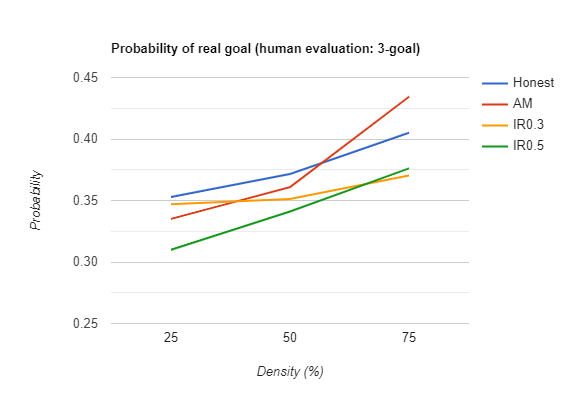 Probability of real goal (human evaluation: 3-goal)
0.45
0.40
0.35
0.30
0.25
Probability
25 50 75
Density (%)
Honest
AM
IR0.3
IR0.5